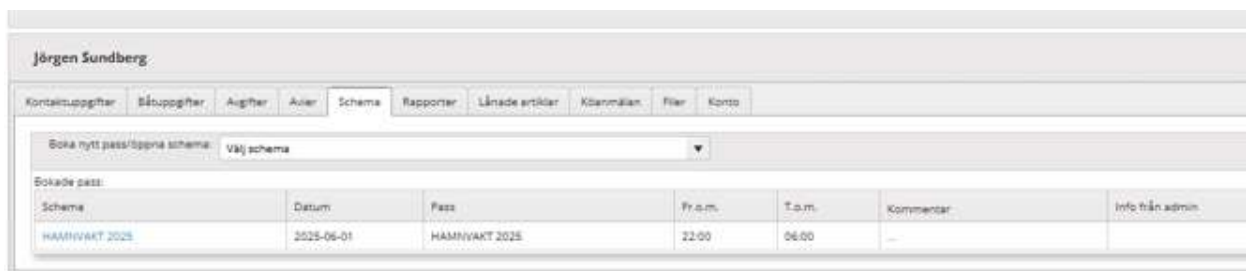 Jörgen Sundberg
Kontaktuppgifter Båtuppgifter Avgifter Avier Schema Rapporter Lånade artiklar Köanmälan Filer Konto
Boka nytt pass/öppna schema: Välj schema
Bokade pass:
Schema Datum Pass Fr.o.m. T.o.m. Kommentar Info från admin
HAMNVAKT 2025 2025-06-01 HAMNVAKT 2025 22:00 06:00 ...